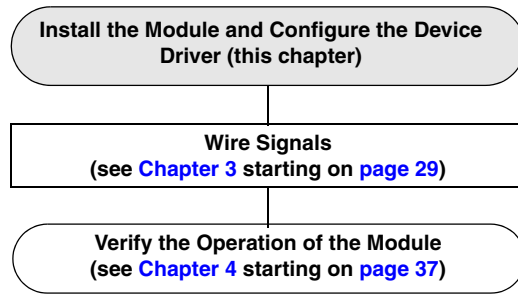 Install the Module and Configure the Device
Driver (this chapter)
Wire Signals
(see Chapter 3 starting on page 29)
Verify the Operation of the Module
(see Chapter 4 starting on page 37)